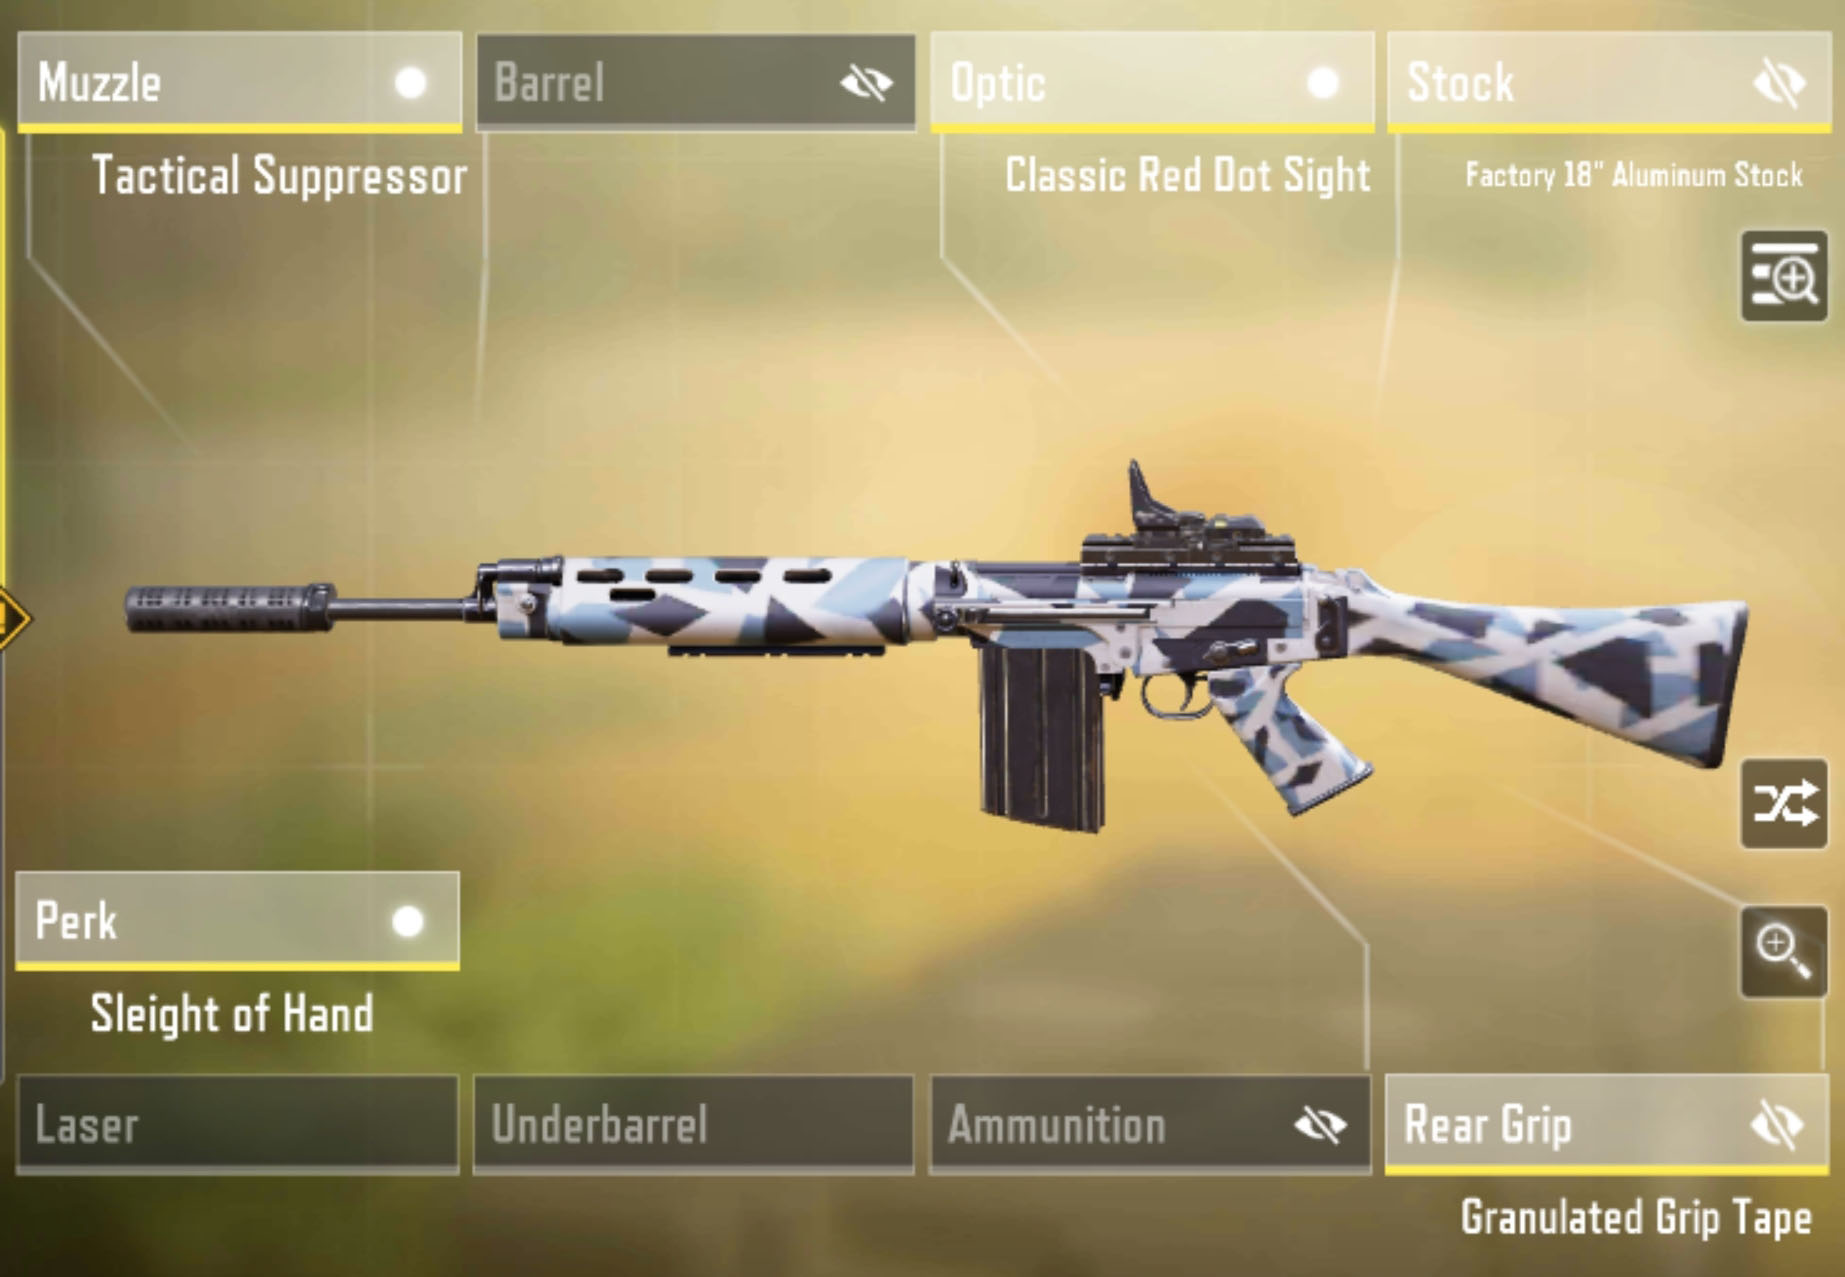 Muzzle
Barrel
Optic
Stock
Tactical Suppressor
Classic Red Dot Sight
Factory 18" Aluminum Stock
Perk
Sleight of Hand
Laser
Underbarrel
Ammunition
Rear Grip
Granulated Grip Tape